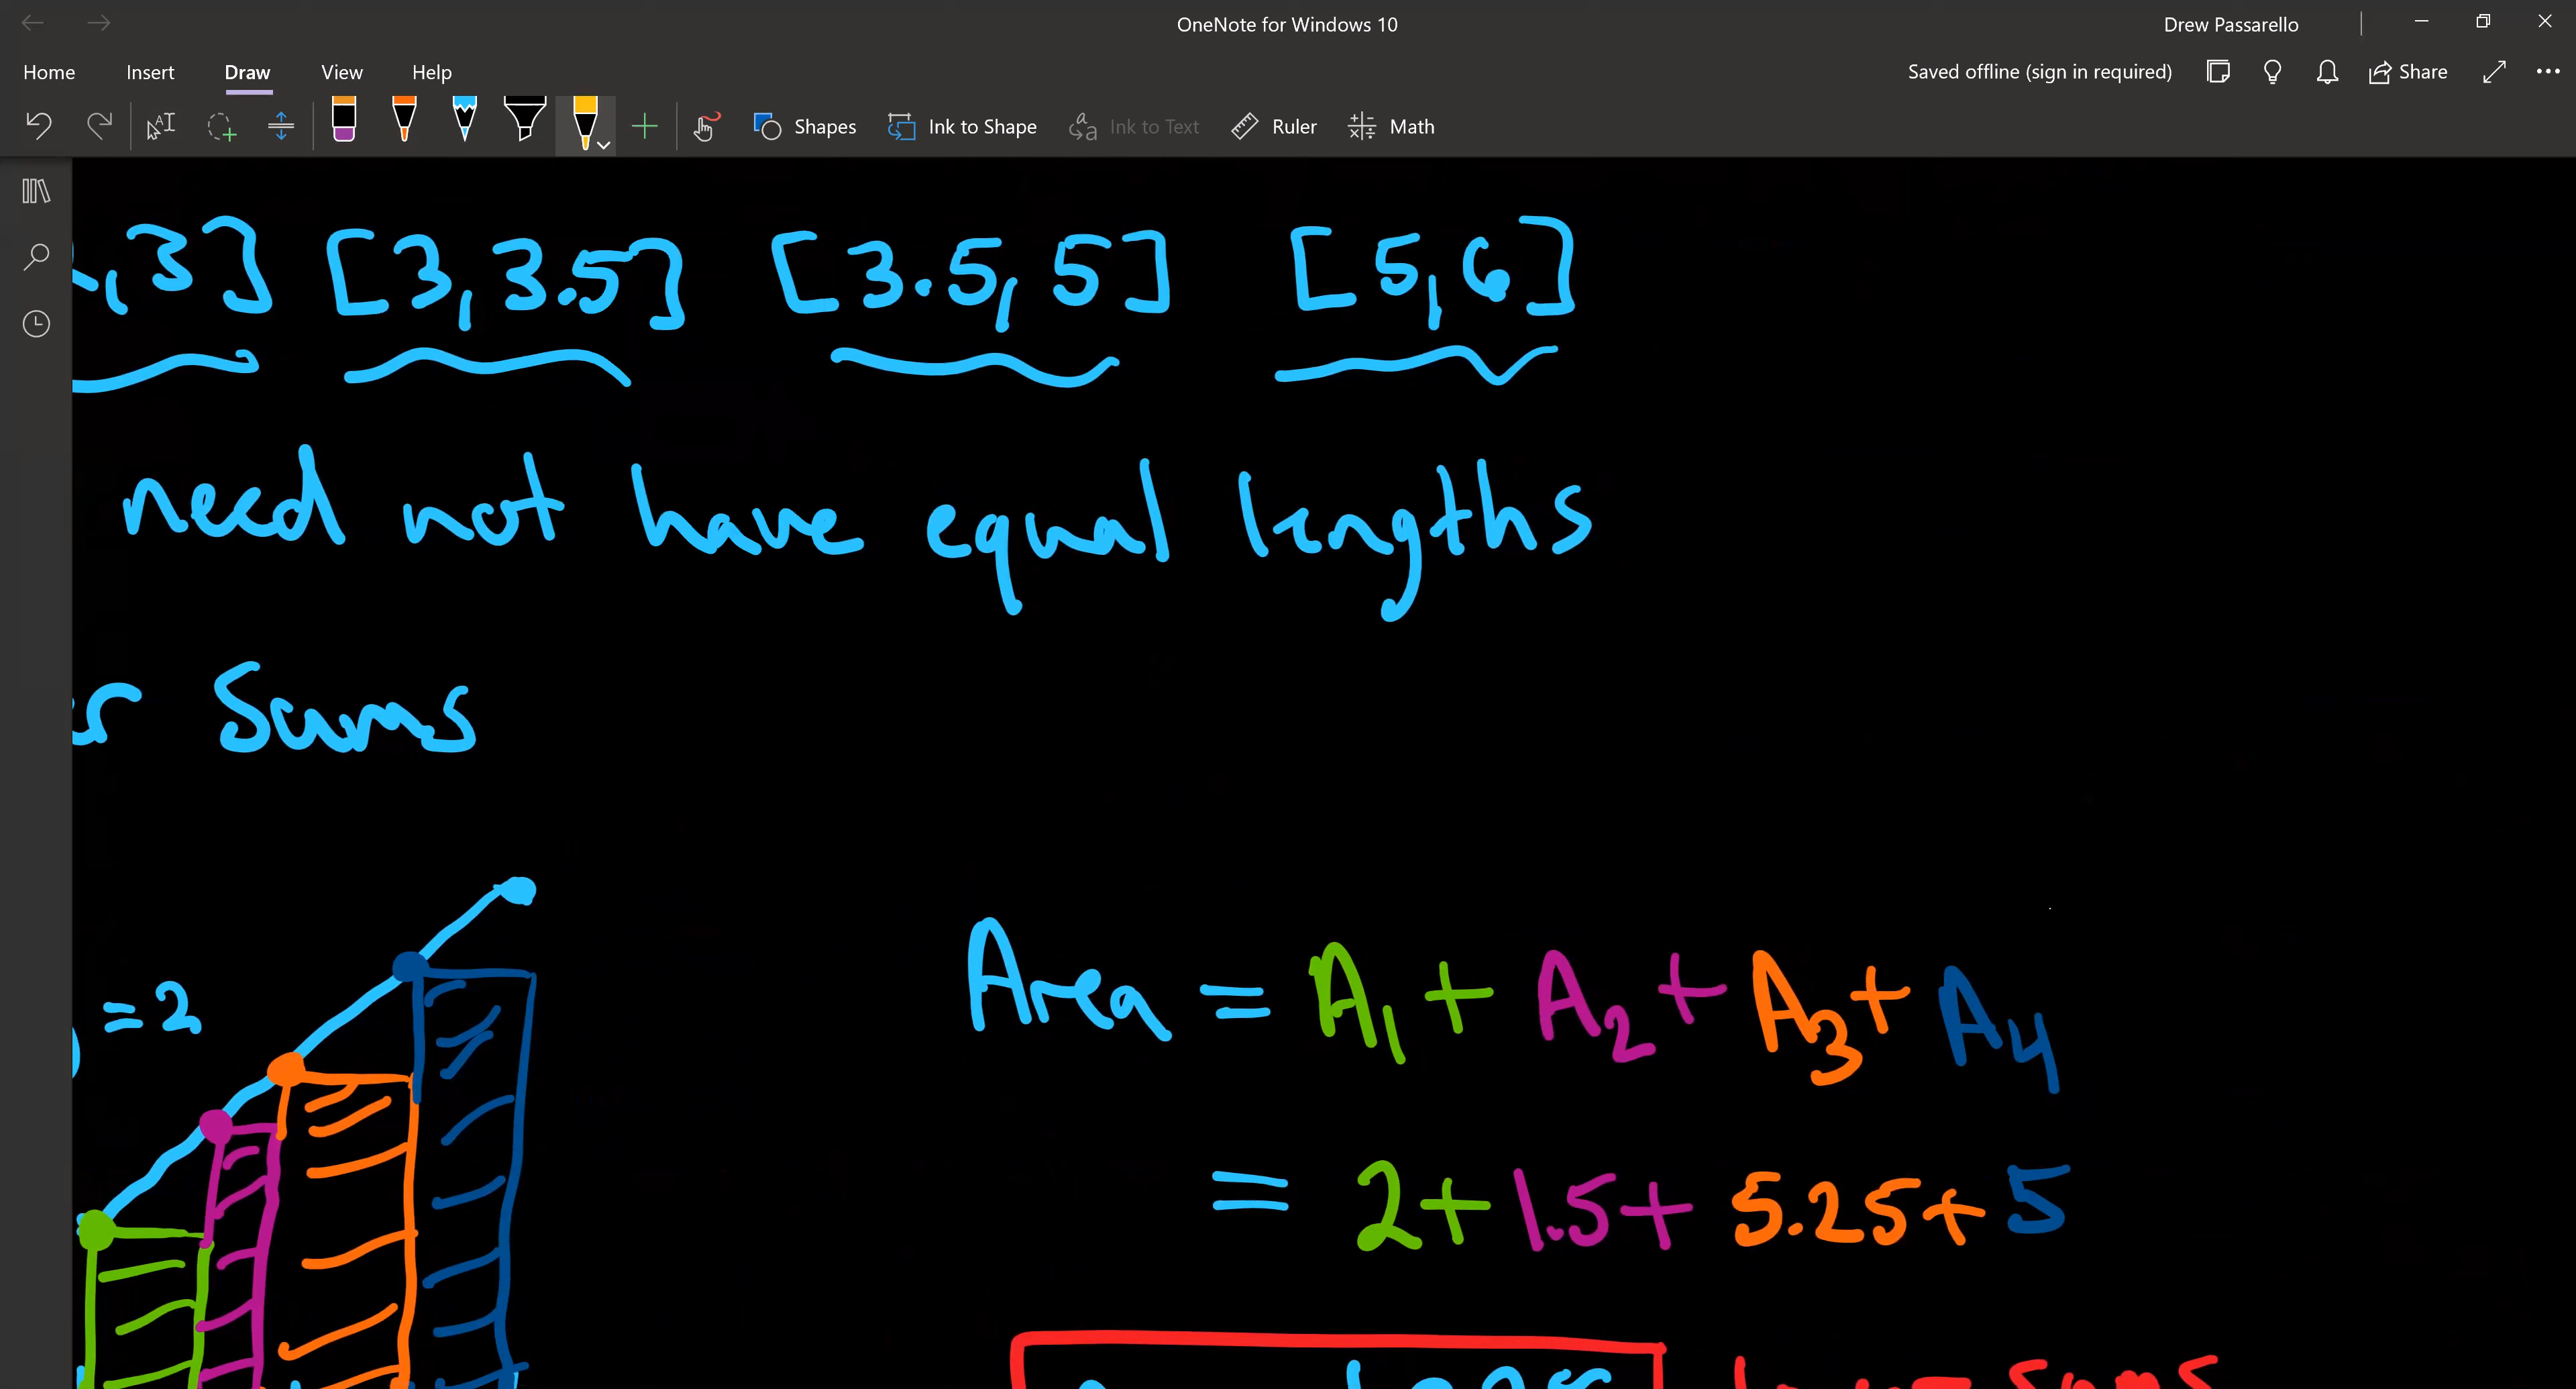 OneNote for Windows 10
Drew Passarello
Home Insert Draw View Help
Saved offline (sign in required) Share
Shapes Ink to Shape Ink to Text Ruler Math
,3] [3,3.5] [3.5,5] [5,6]
need not have equal lengths
Sums
=2
Area = A1 + A2 + A3 + A4
= 2+1.5+5.25+5